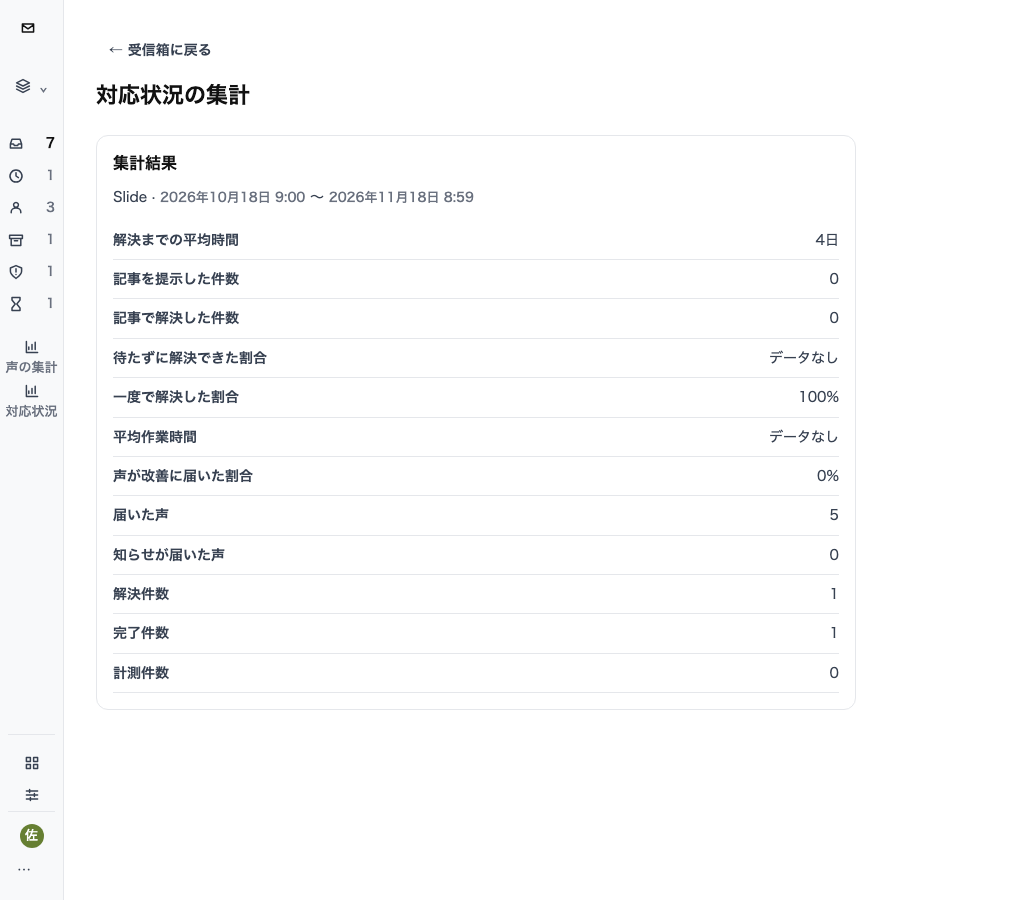 ← 受信箱に戻る
対応状況の集計
7
1
3
1
1
1
声の集計
対応状況
集計結果
Slide · 2026年10月18日 9:00 〜 2026年11月18日 8:59
解決までの平均時間 4日
記事を提示した件数 0
記事で解決した件数 0
待たずに解決できた割合 データなし
一度で解決した割合 100%
平均作業時間 データなし
声が改善に届いた割合 0%
届いた声 5
知らせが届いた声 0
解決件数 1
完了件数 1
計測件数 0
佐
…